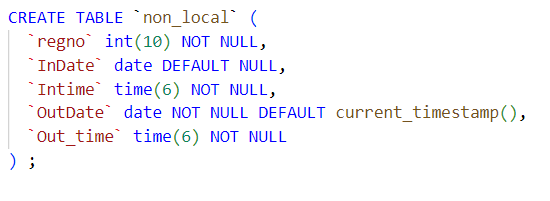 CREATE TABLE `non_local` (
  `regno` int(10) NOT NULL,
  `InDate` date DEFAULT NULL,
  `Intime` time(6) NOT NULL,
  `OutDate` date NOT NULL DEFAULT current_timestamp(),
  `Out_time` time(6) NOT NULL
) ;